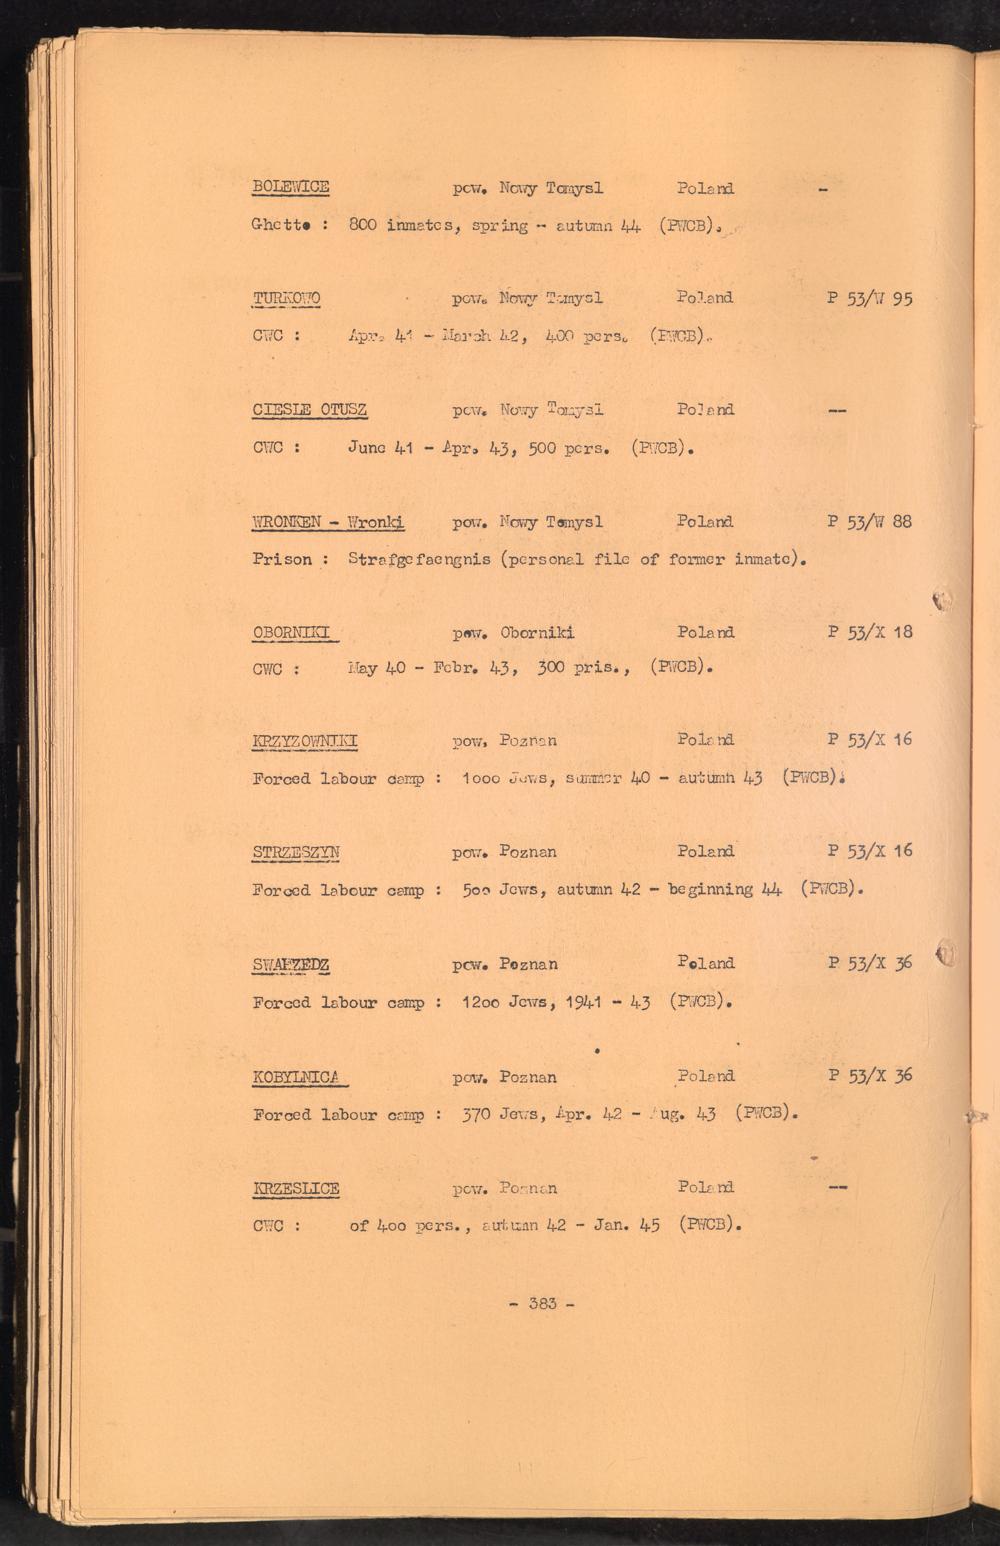 BOLEWICE pow. Nowy Tomysl Poland -
Ghetto : 800 inmates, spring - autumn 44 (PWCB).
TURKOWO pow. Nowy Tomysl Poland P 53/W 95
CWC : Apr. 41 - March 42, 400 pers. (PWCB).
CIESLE OTUSZ pow. Nowy Tomysl Poland --
CWC : June 41 - Apr. 43, 500 pers. (PWCB).
WRONKEN - Wronki pow. Nowy Tomysl Poland P 53/W 88
Prison : Strafgefaengnis (personal file of former inmate).
OBORNIKI pow. Oborniki Poland P 53/X 18
CWC : May 40 - Febr. 43, 300 pris., (PWCB).
KRZYZOWNIKI pow. Poznan Poland P 53/X 16
Forced labour camp : 1000 Jews, summer 40 - autumn 43 (PWCB).
STRZESZYN pow. Poznan Poland P 53/X 16
Forced labour camp : 500 Jews, autumn 42 - beginning 44 (PWCB).
SWARZEDZ pow. Poznan Poland P 53/X 36
Forced labour camp : 1200 Jews, 1941 - 43 (PWCB).
KOBYLNICA pow. Poznan Poland P 53/X 36
Forced labour camp : 370 Jews, Apr. 42 - Aug. 43 (PWCB).
KRZESLICE pow. Poznan Poland --
CWC : of 400 pers., autumn 42 - Jan. 45 (PWCB).
- 383 -